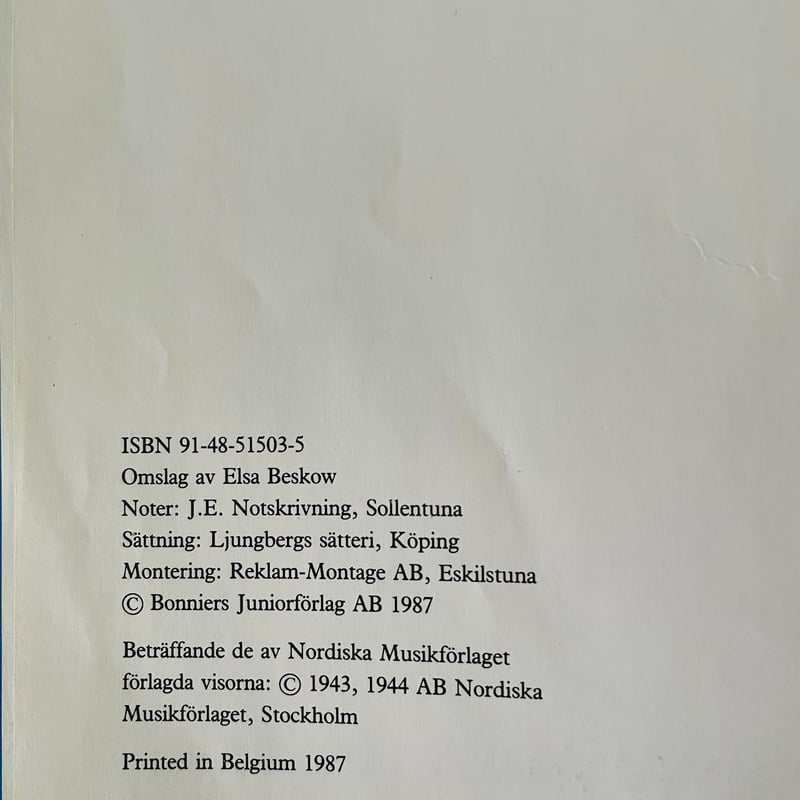 ISBN 91-48-51503-5
Omslag av Elsa Beskow
Noter: J.E. Notskrivning, Sollentuna
Sättning: Ljungbergs sätteri, Köping
Montering: Reklam-Montage AB, Eskilstuna
© Bonniers Juniorförlag AB 1987
Beträffande de av Nordiska Musikförlaget
förlagda visorna: © 1943, 1944 AB Nordiska
Musikförlaget, Stockholm
Printed in Belgium 1987